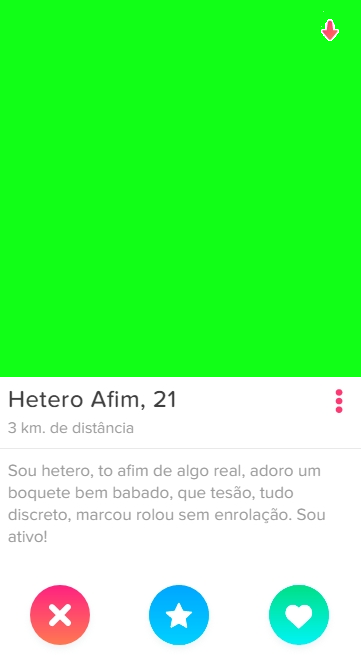 Hetero Afim, 21
3 km. de distância
Sou hetero, to afim de algo real, adoro um
boquete bem babado, que tesão, tudo
discreto, marcou rolou sem enrolação. Sou
ativo!